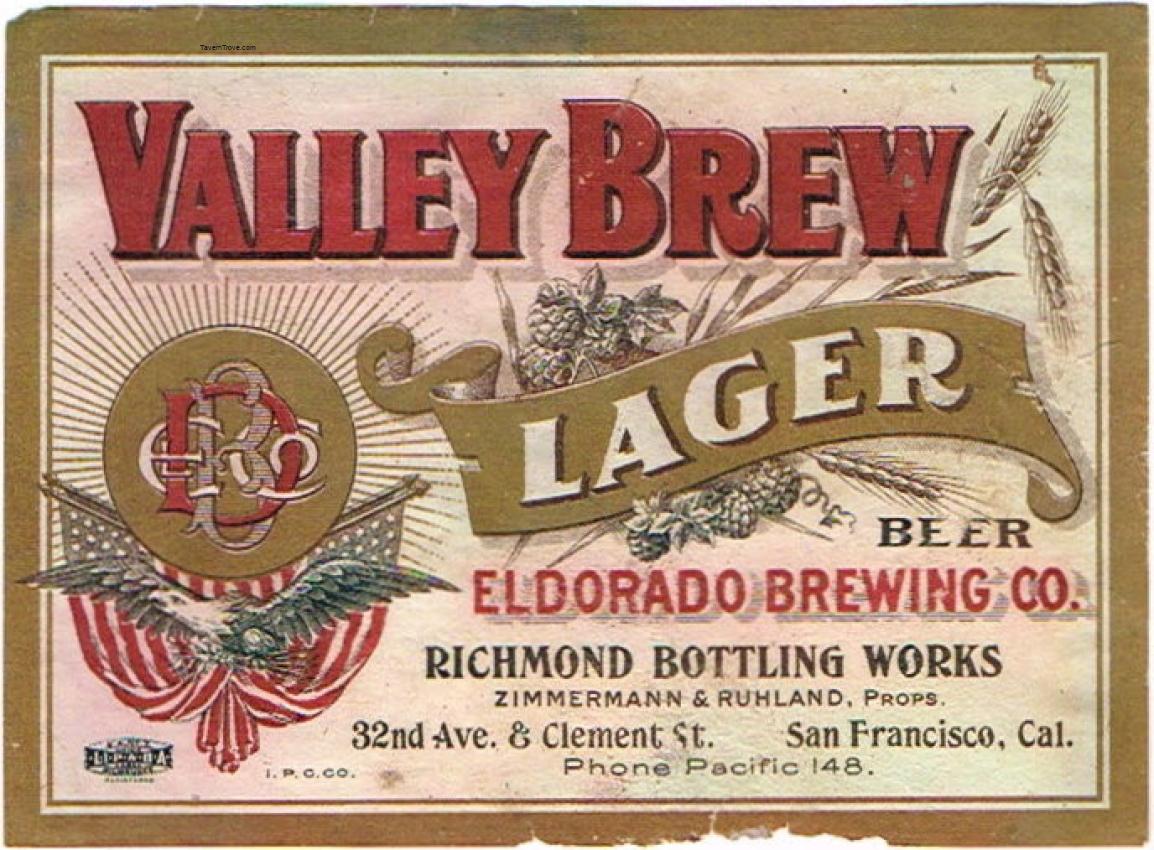 TavernTrove.com
VALLEY BREW
LAGER
BEER
ELDORADO BREWING CO.
RICHMOND BOTTLING WORKS
ZIMMERMANN & RUHLAND, PROPS.
32nd Ave. & Clement St. San Francisco, Cal.
Phone Pacific 148.
I.P.C.CO.